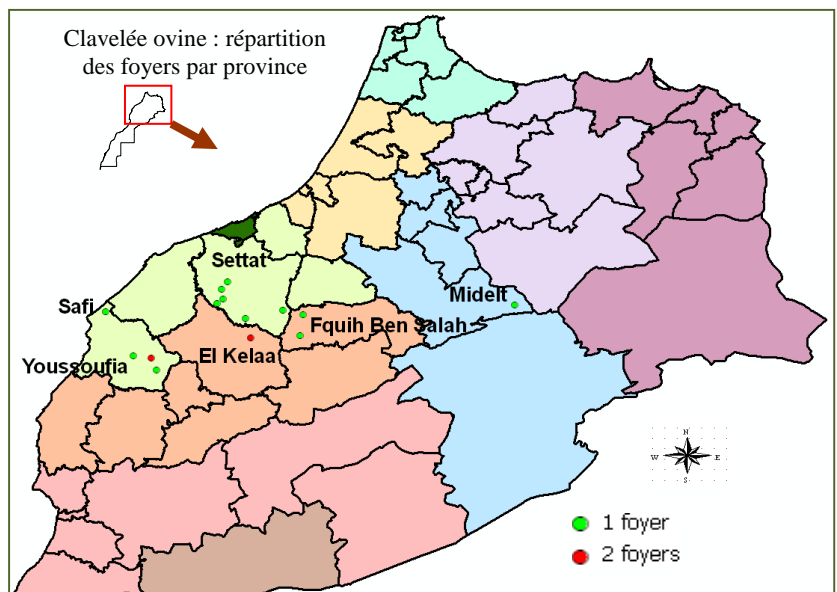 Clavelée ovine : répartition
des foyers par province
Settat
Safi
Midelt
Fquih Ben Salah
El Kelaa
Youssoufia
N
W E
S
1 foyer
2 foyers